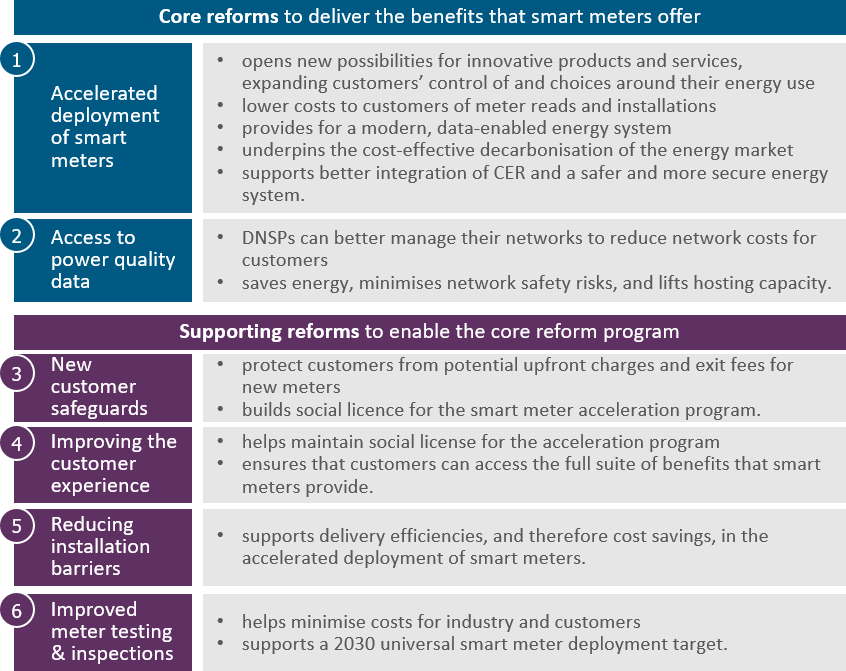 Core reforms to deliver the benefits that smart meters offer
1
Accelerated
deployment
of smart
meters
• opens new possibilities for innovative products and services,
expanding customers’ control of and choices around their energy use
• lower costs to customers of meter reads and installations
• provides for a modern, data-enabled energy system
• underpins the cost-effective decarbonisation of the energy market
• supports better integration of CER and a safer and more secure energy
system.
2
Access to
power quality
data
• DNSPs can better manage their networks to reduce network costs for
customers
• saves energy, minimises network safety risks, and lifts hosting capacity.
Supporting reforms to enable the core reform program
3
New
customer
safeguards
• protect customers from potential upfront charges and exit fees for
new meters
• builds social licence for the smart meter acceleration program.
4
Improving the
customer
experience
• helps maintain social license for the acceleration program
• ensures that customers can access the full suite of benefits that smart
meters provide.
5
Reducing
installation
barriers
• supports delivery efficiencies, and therefore cost savings, in the
accelerated deployment of smart meters.
6
Improved
meter testing
& inspections
• helps minimise costs for industry and customers
• supports a 2030 universal smart meter deployment target.